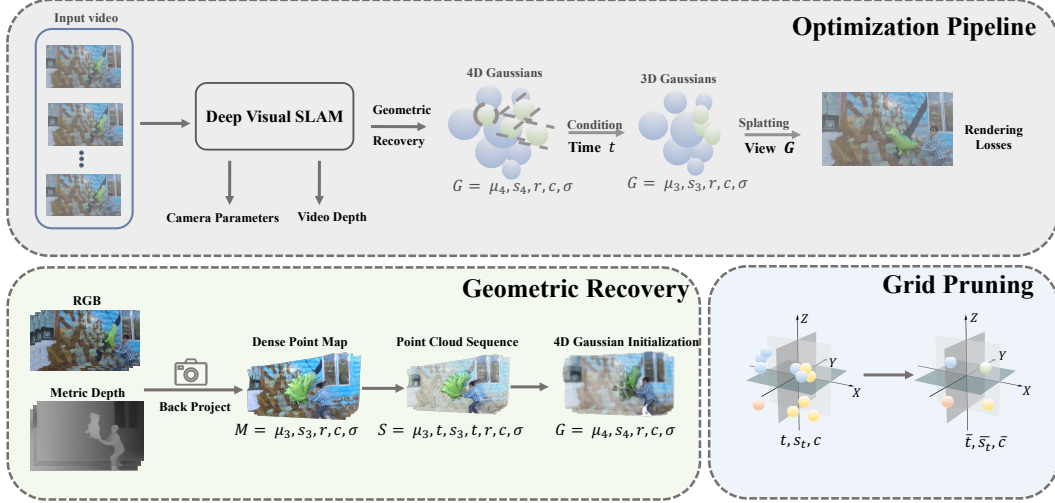 Input video
Optimization Pipeline
Deep Visual SLAM
Geometric
Recovery
4D Gaussians
3D Gaussians
Condition
Time t
Splatting
View G
Rendering
Losses
G = μ₄, s₄, r, c, σ
G = μ₃, s₃, r, c, σ
Camera Parameters
Video Depth
Geometric Recovery
RGB
Metric Depth
Back Project
Dense Point Map
Point Cloud Sequence
4D Gaussian Initialization
M = μ₃, s₃, r, c, σ
S = μ₃, t, s₃, t, r, c, σ
G = μ₄, s₄, r, c, σ
Grid Pruning
Z
Y
X
t, sₜ, c
Z
Y
X
t̄, s̄ₜ, c̄